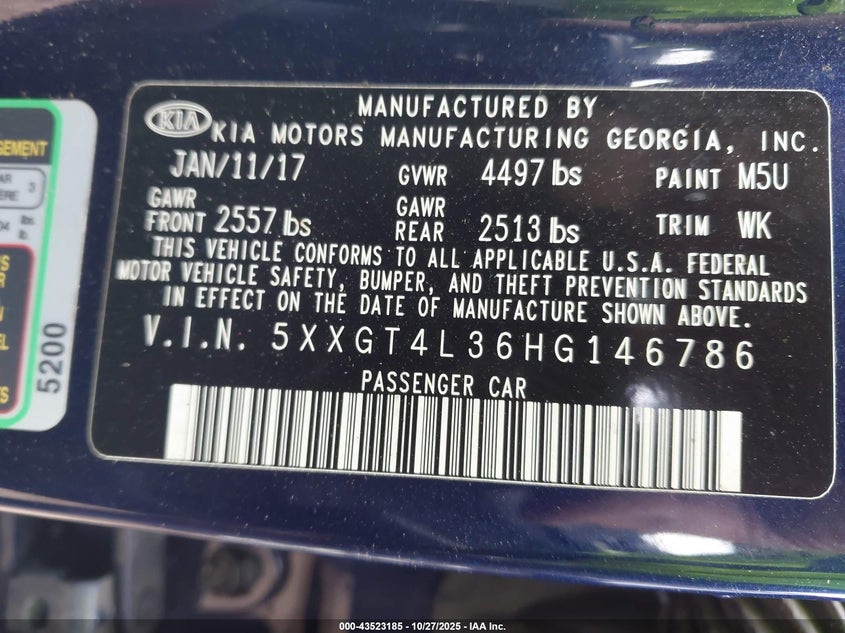 KIA
MANUFACTURED BY
KIA MOTORS MANUFACTURING GEORGIA, INC.
JAN/11/17 GVWR 4497 lbs PAINT M5U
GAWR FRONT 2557 lbs GAWR REAR 2513 lbs TRIM WK
THIS VEHICLE CONFORMS TO ALL APPLICABLE U.S.A. FEDERAL
MOTOR VEHICLE SAFETY, BUMPER, AND THEFT PREVENTION STANDARDS
IN EFFECT ON THE DATE OF MANUFACTURE SHOWN ABOVE.
V.I.N. 5XXGT4L36HG146786
PASSENGER CAR
3
lbs.
5200
000-43523185 - 10/27/2025 - IAA Inc.